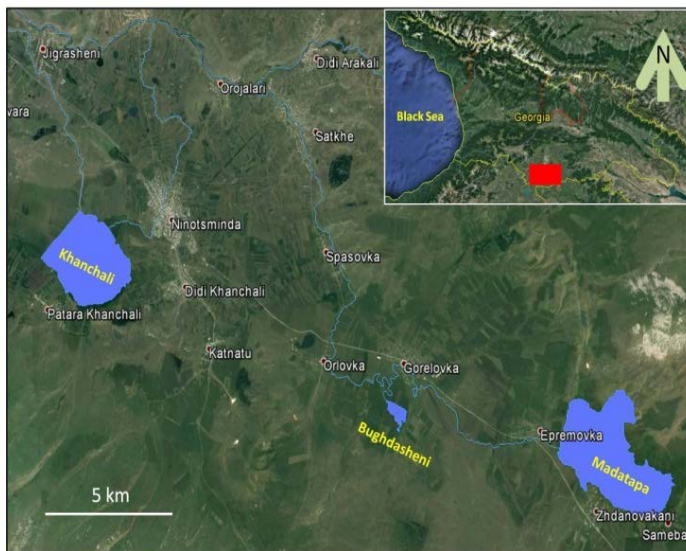 Jigrasheni
vara
Orojalari
Didi Arakali
Satkhe
Black Sea
Georgia
N
Ninotsminda
Khanchali
Spasovka
Didi Khanchali
Patara Khanchali
Katnatu
Orlovka
Gorelovka
Bughdasheni
Epremovka
Madatapa
Zhdanovakani
Sameba
5 km